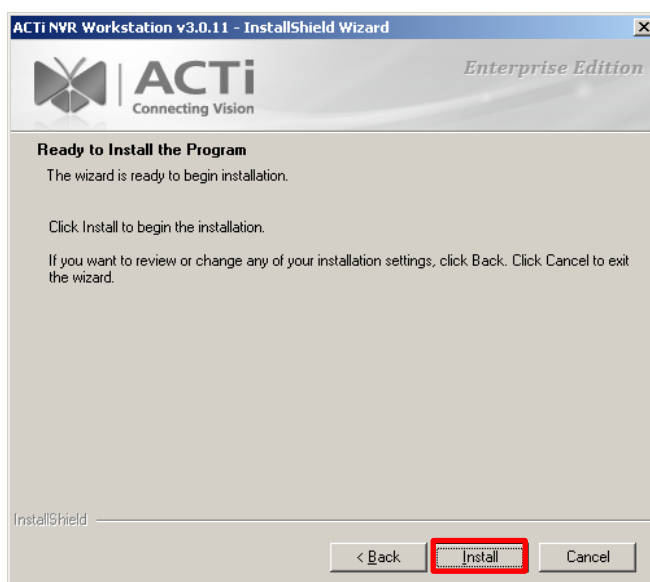 ACTi NVR Workstation v3.0.11 - InstallShield Wizard
ACTi
Connecting Vision
Enterprise Edition
Ready to Install the Program
The wizard is ready to begin installation.
Click Install to begin the installation.
If you want to review or change any of your installation settings, click Back. Click Cancel to exit
the wizard.
InstallShield
< Back Install Cancel